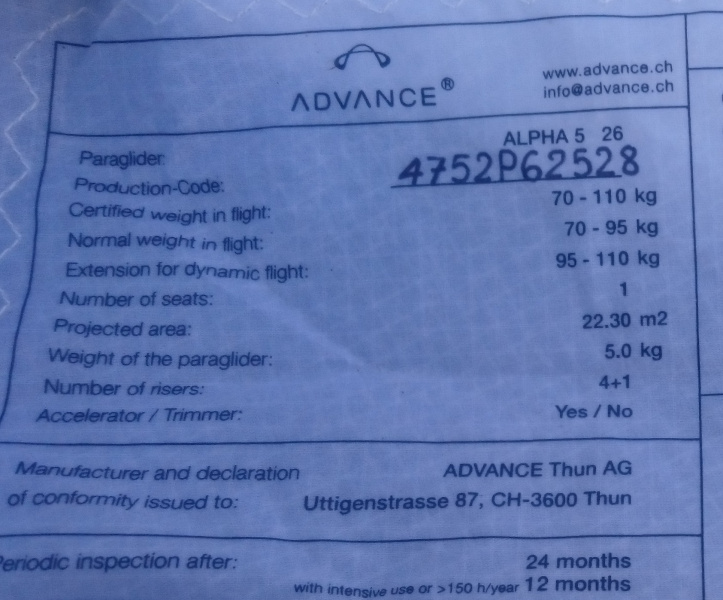 ADVANCE®
www.advance.ch
info@advance.ch
Paraglider: ALPHA 5 26
Production-Code: 4752P62528
Certified weight in flight: 70 - 110 kg
Normal weight in flight: 70 - 95 kg
Extension for dynamic flight: 95 - 110 kg
Number of seats: 1
Projected area: 22.30 m2
Weight of the paraglider: 5.0 kg
Number of risers: 4+1
Accelerator / Trimmer: Yes / No
Manufacturer and declaration ADVANCE Thun AG
of conformity issued to: Uttigenstrasse 87, CH-3600 Thun
Periodic inspection after: 24 months
with intensive use or >150 h/year 12 months